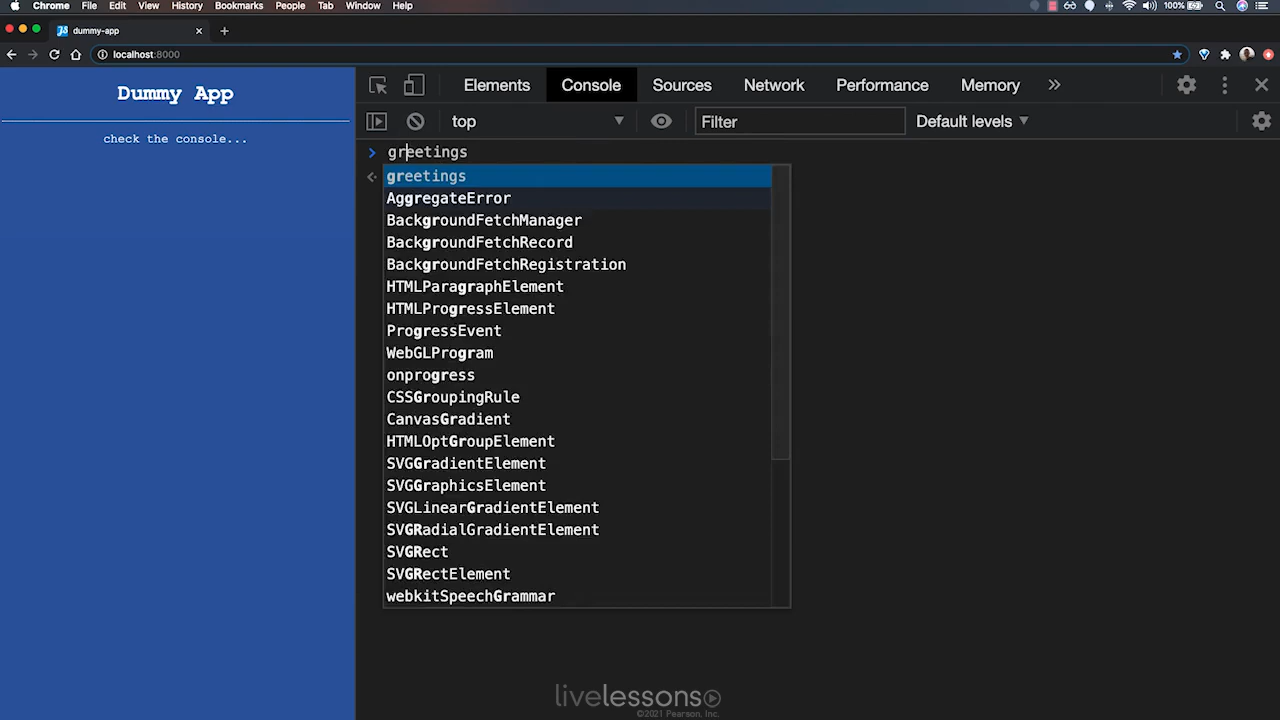 Chrome File Edit View History Bookmarks People Tab Window Help 100%
dummy-app
localhost:8000
Dummy App
check the console...
Elements Console Sources Network Performance Memory
top Filter Default levels
greetings
greetings
AggregateError
BackgroundFetchManager
BackgroundFetchRecord
BackgroundFetchRegistration
HTMLParagraphElement
HTMLProgressElement
ProgressEvent
WebGLProgram
onprogress
CSSGroupingRule
CanvasGradient
HTMLOptGroupElement
SVGGradientElement
SVGGraphicsElement
SVGLinearGradientElement
SVGRadialGradientElement
SVGRect
SVGRectElement
webkitSpeechGrammar
livelessons
©2021 Pearson, Inc.